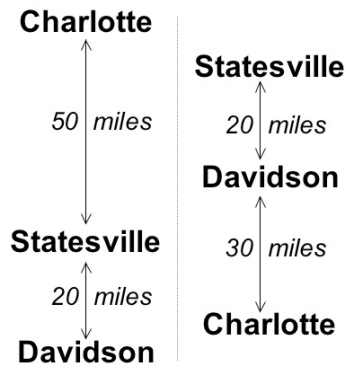 Charlotte
50 miles
Statesville
20 miles
Davidson
Statesville
20 miles
Davidson
30 miles
Charlotte